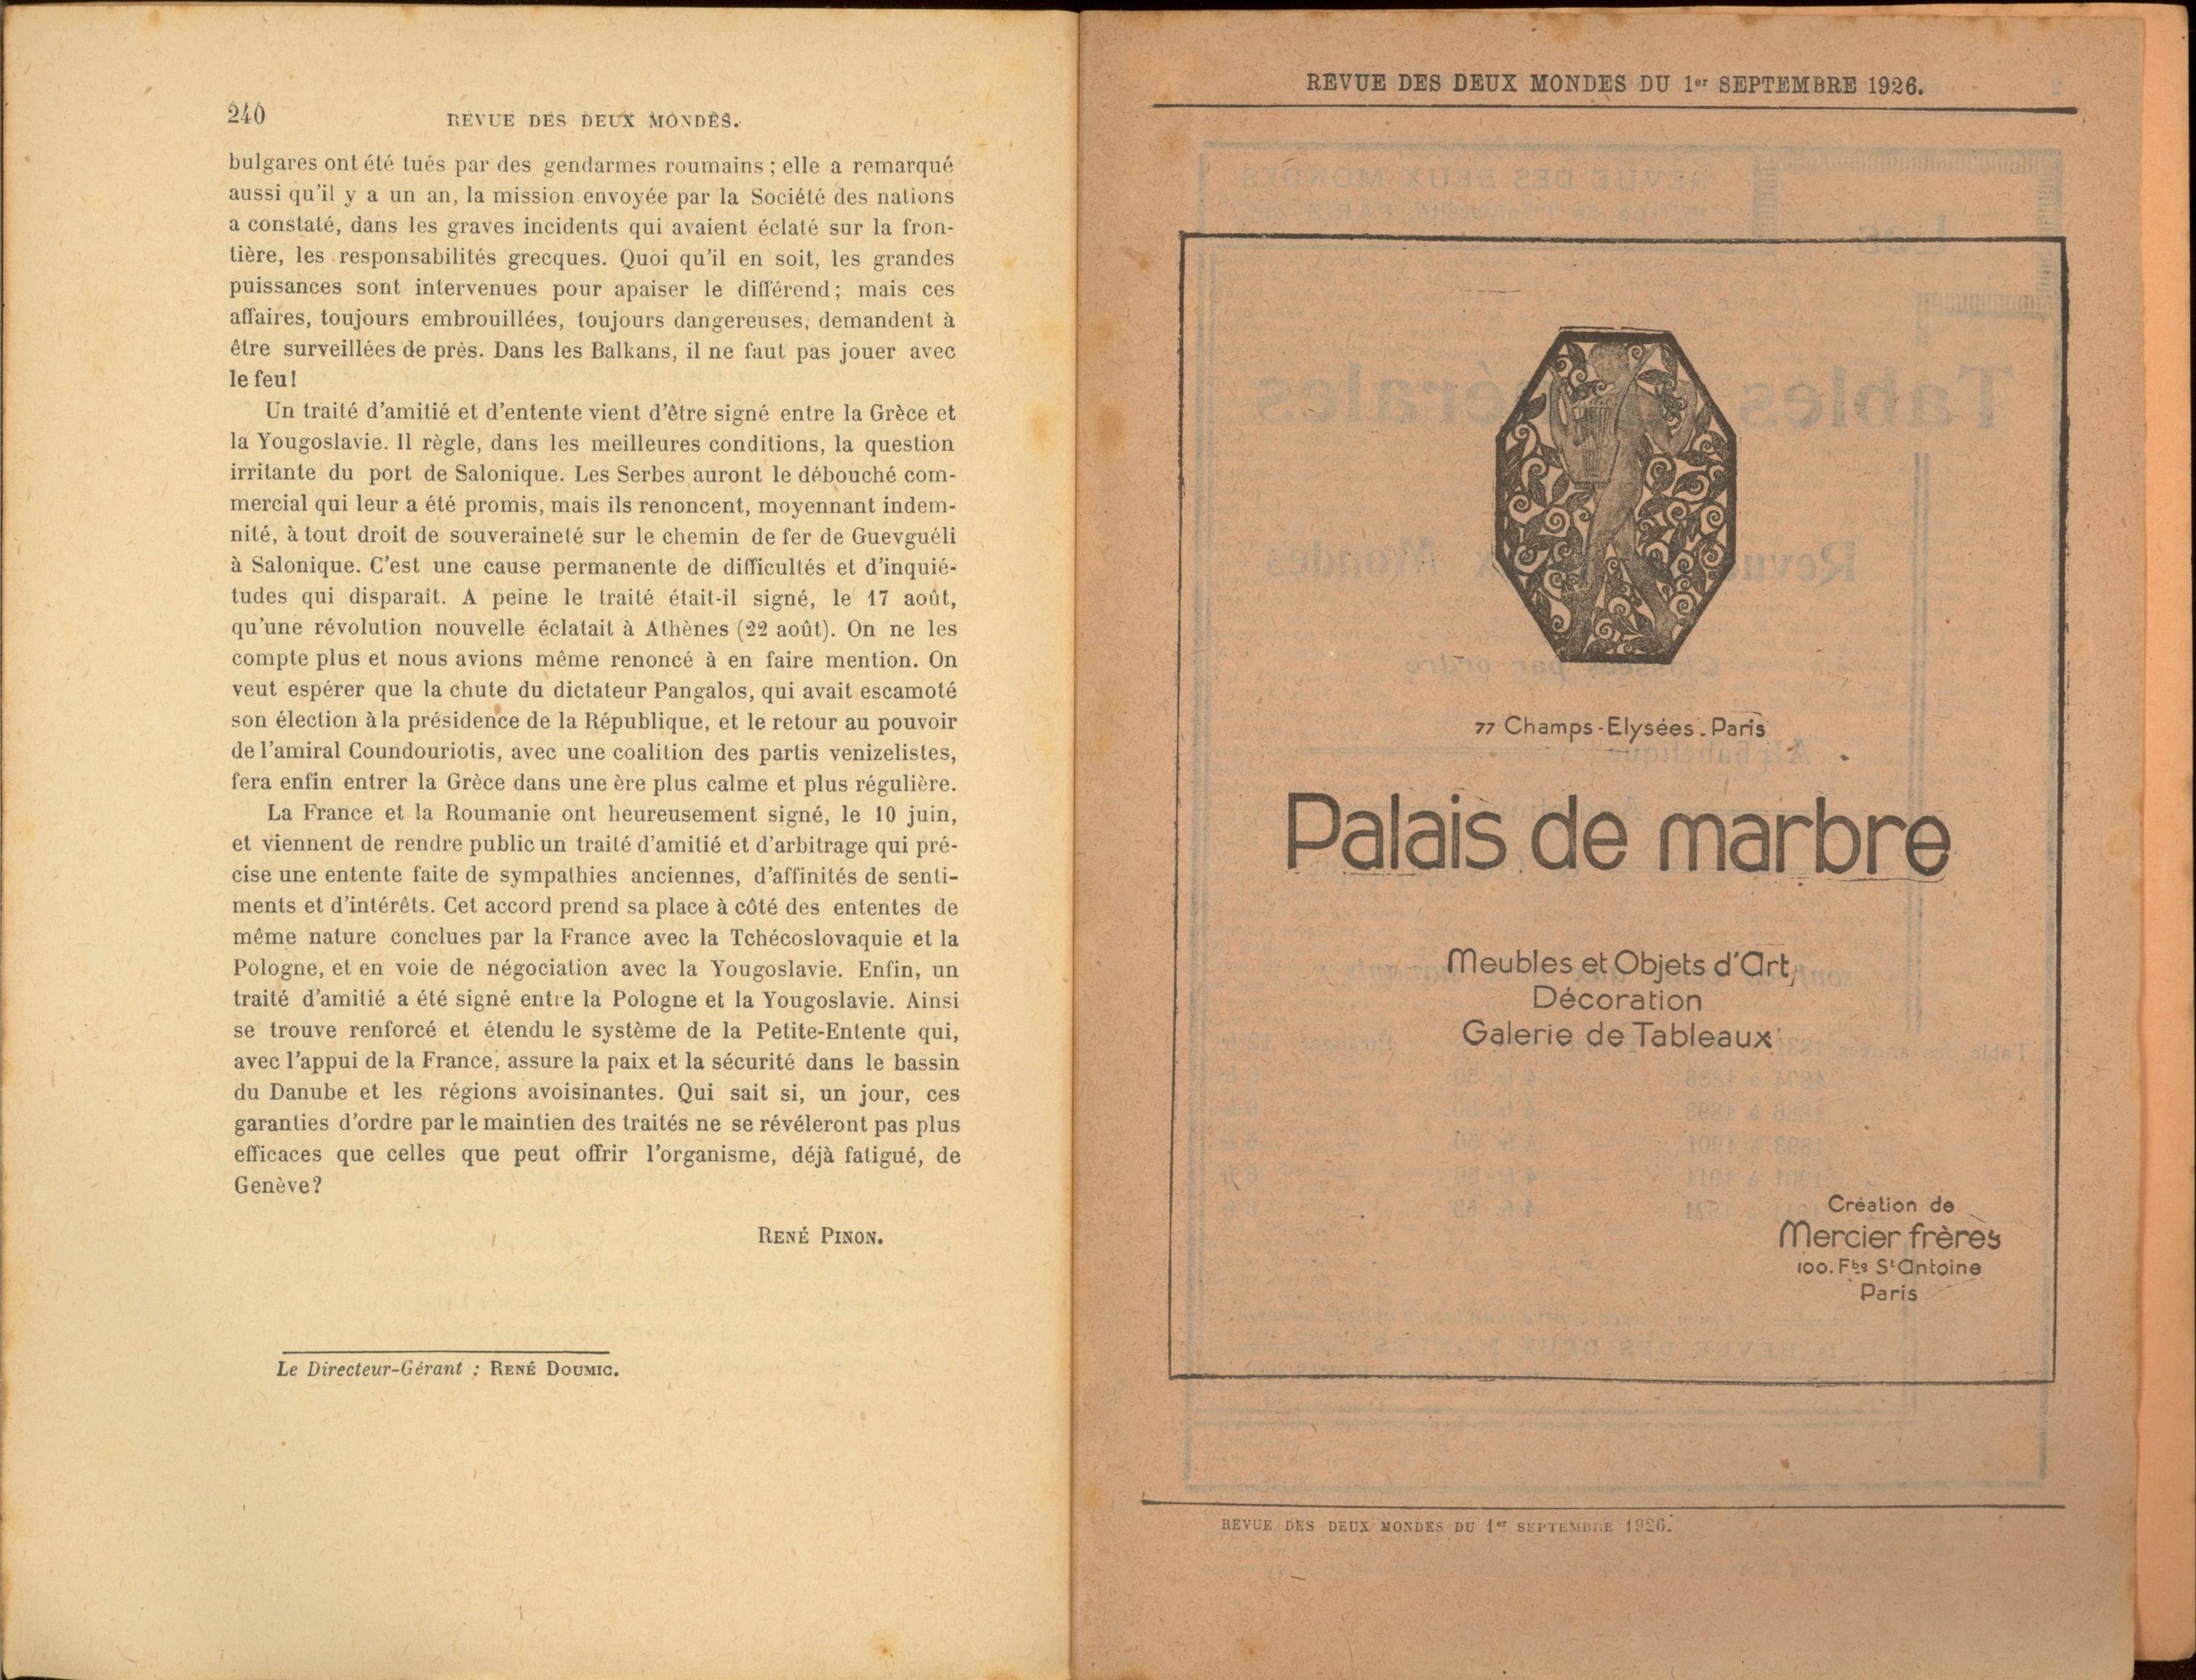 240
REVUE DES DEUX MONDES.
bulgares ont été tués par des gendarmes roumains ; elle a remarqué
aussi qu'il y a un an, la mission envoyée par la Société des nations
a constaté, dans les graves incidents qui avaient éclaté sur la fron-
tière, les responsabilités grecques. Quoi qu'il en soit, les grandes
puissances sont intervenues pour apaiser le différend ; mais ces
affaires, toujours embrouillées, toujours dangereuses, demandent à
être surveillées de près. Dans les Balkans, il ne faut pas jouer avec
le feu !
Un traité d'amitié et d'entente vient d'être signé entre la Grèce et
la Yougoslavie. Il règle, dans les meilleures conditions, la question
irritante du port de Salonique. Les Serbes auront le débouché com-
mercial qui leur a été promis, mais ils renoncent, moyennant indem-
nité, à tout droit de souveraineté sur le chemin de fer de Guevguéli
à Salonique. C'est une cause permanente de difficultés et d'inquié-
tudes qui disparaît. A peine le traité était-il signé, le 17 août,
qu'une révolution nouvelle éclatait à Athènes (22 août). On ne les
compte plus et nous avions même renoncé à en faire mention. On
veut espérer que la chute du dictateur Pangalos, qui avait escamoté
son élection à la présidence de la République, et le retour au pouvoir
de l'amiral Coundouriotis, avec une coalition des partis venizelistes,
fera enfin entrer la Grèce dans une ère plus calme et plus régulière.
La France et la Roumanie ont heureusement signé, le 10 juin,
et viennent de rendre public un traité d'amitié et d'arbitrage qui pré-
cise une entente faite de sympathies anciennes, d'affinités de senti-
ments et d'intérêts. Cet accord prend sa place à côté des ententes de
même nature conclues par la France avec la Tchécoslovaquie et la
Pologne, et en voie de négociation avec la Yougoslavie. Enfin, un
traité d'amitié a été signé entre la Pologne et la Yougoslavie. Ainsi
se trouve renforcé et étendu le système de la Petite-Entente qui,
avec l'appui de la France, assure la paix et la sécurité dans le bassin
du Danube et les régions avoisinantes. Qui sait si, un jour, ces
garanties d'ordre par le maintien des traités ne se révéleront pas plus
efficaces que celles que peut offrir l'organisme, déjà fatigué, de
Genève ?
RENÉ PINON.
Le Directeur-Gérant : RENÉ DOUMIC.
REVUE DES DEUX MONDES DU 1er SEPTEMBRE 1926.
77 Champs-Elysées. Paris
Palais de marbre
Meubles et Objets d'Art,
Décoration
Galerie de Tableaux
Création de
Mercier frères
100. Fbg St Antoine
Paris
REVUE DES DEUX MONDES DU 1er SEPTEMBRE 1926.